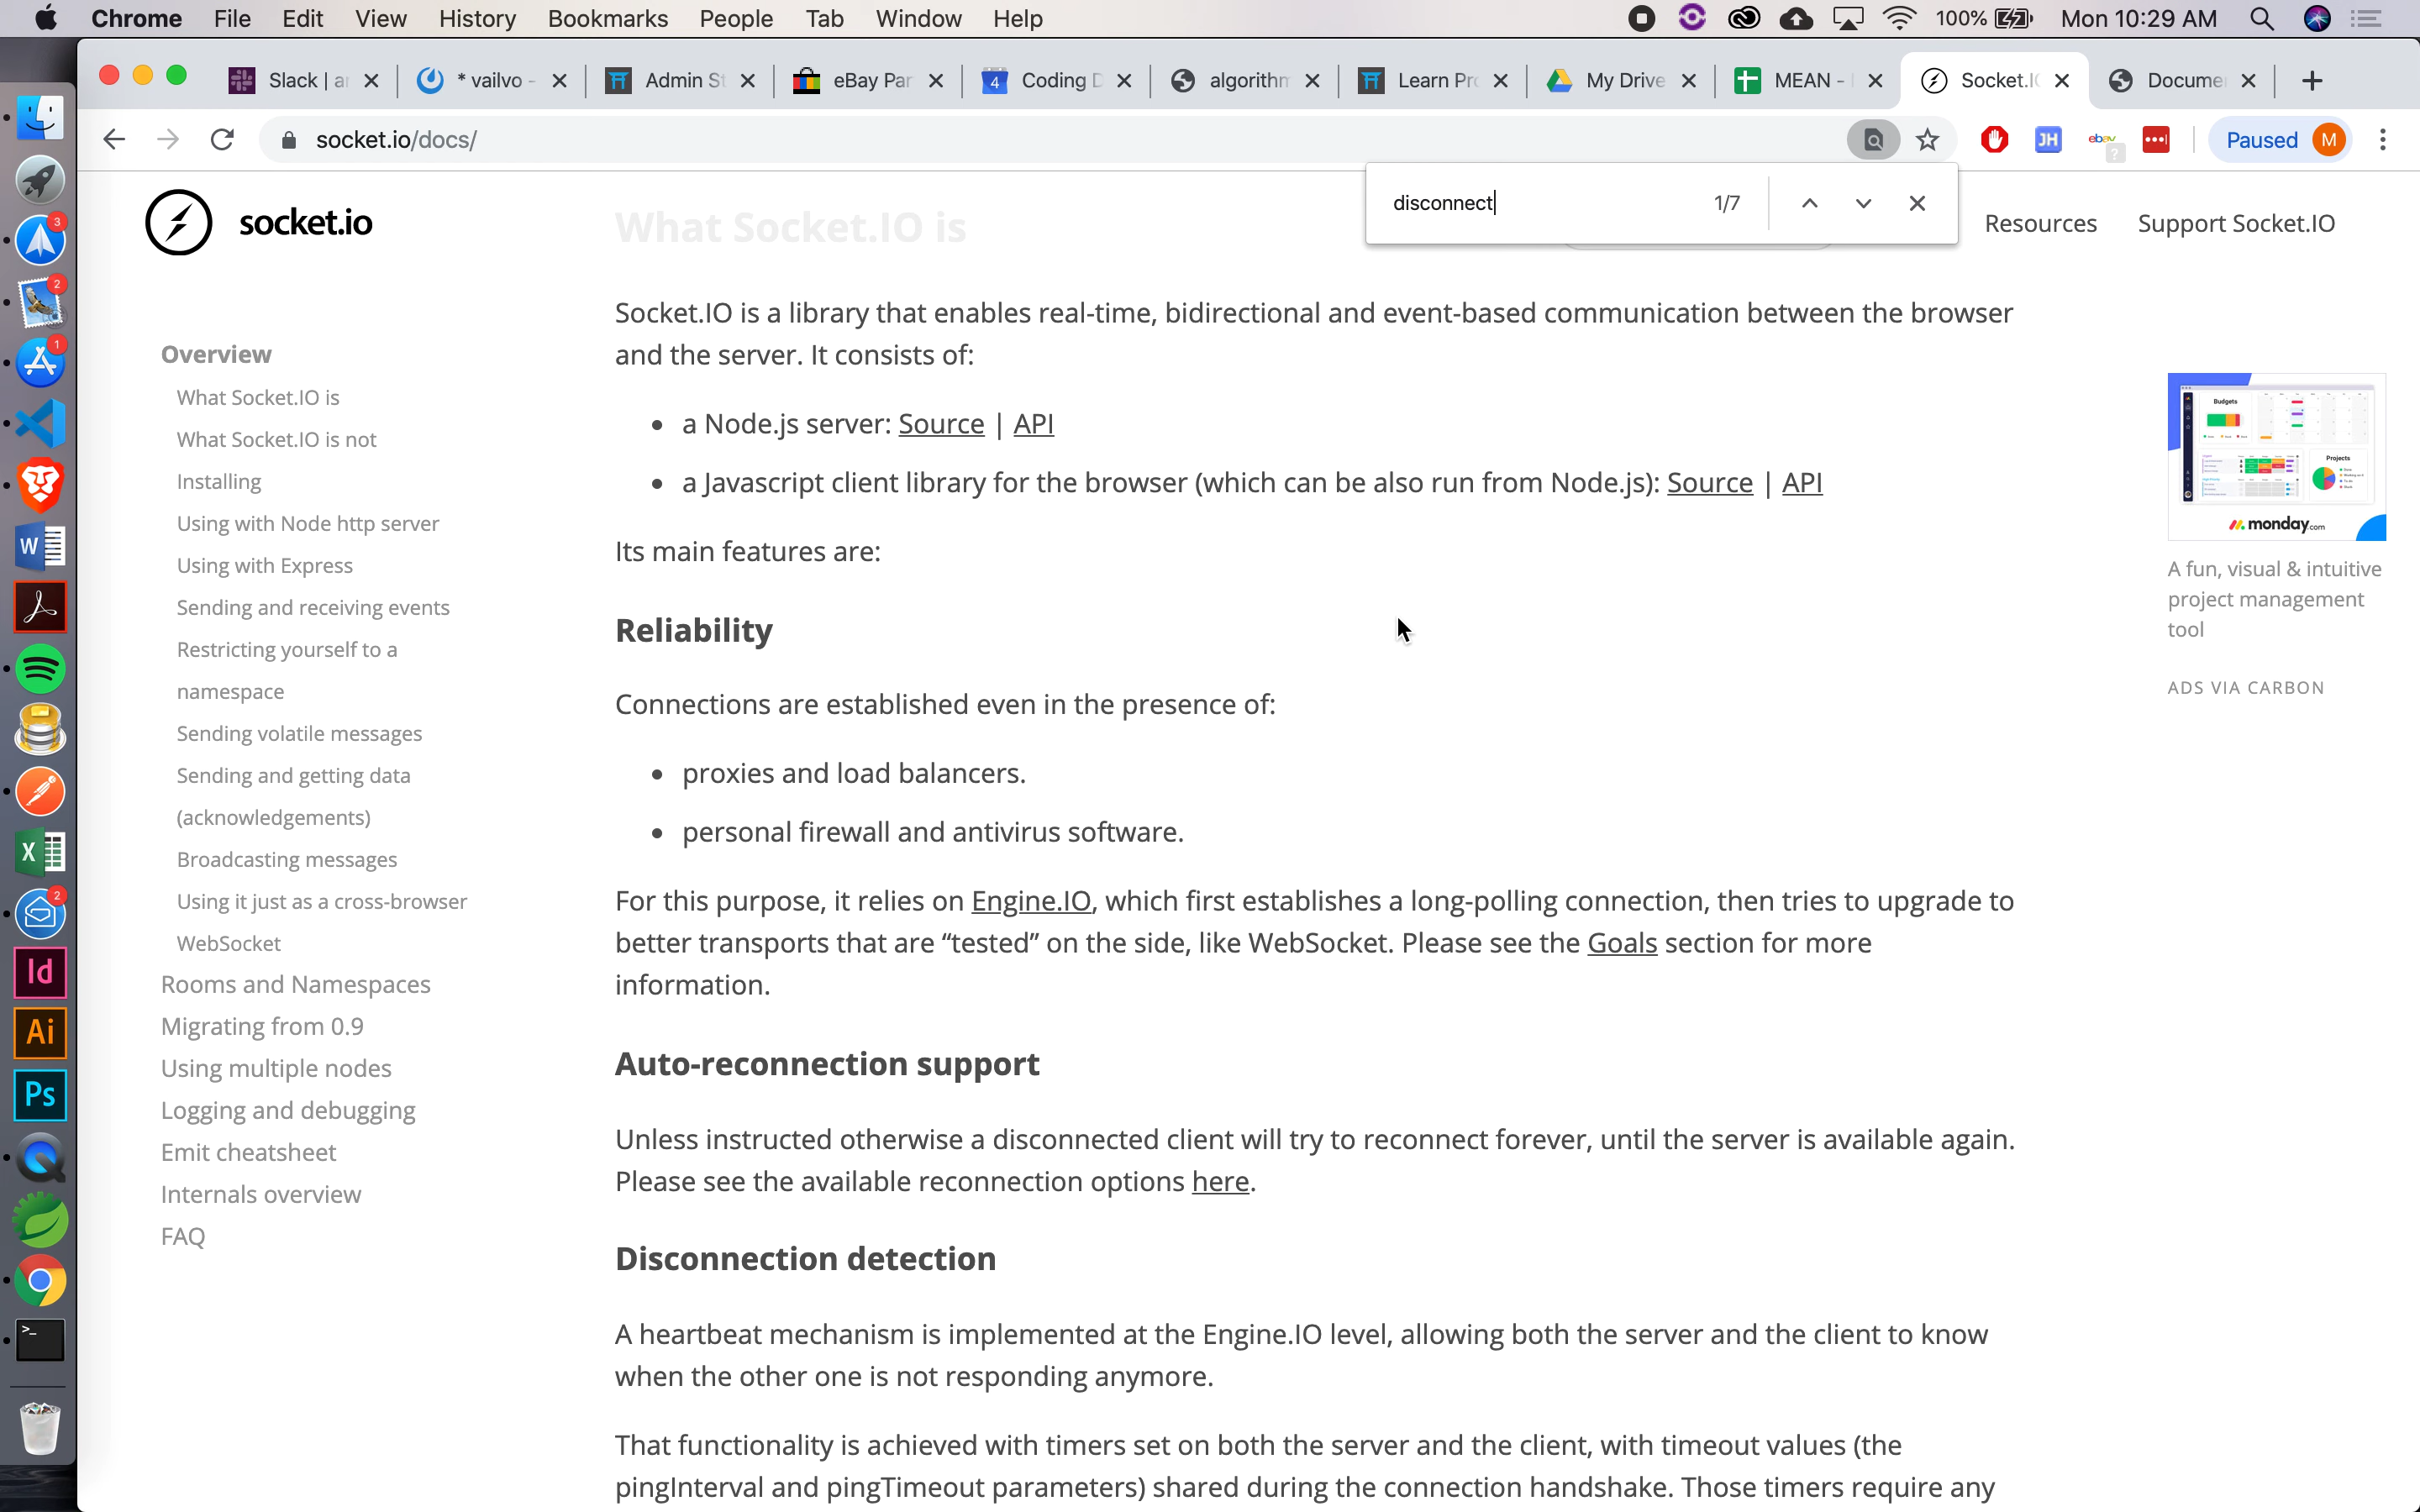 Chrome File Edit View History Bookmarks People Tab Window Help 100% Mon 10:29 AM
Slack | a * vailvo - Admin S eBay Par Coding algorithm Learn Pr My Drive MEAN - Socket.I Docume
socket.io/docs/ JH ebay Paused M
disconnect 1/7
socket.io What Socket.IO is Resources Support Socket.IO
Socket.IO is a library that enables real-time, bidirectional and event-based communication between the browser
and the server. It consists of:
• a Node.js server: Source | API
• a Javascript client library for the browser (which can be also run from Node.js): Source | API
Its main features are:
Reliability
Connections are established even in the presence of:
• proxies and load balancers.
• personal firewall and antivirus software.
For this purpose, it relies on Engine.IO, which first establishes a long-polling connection, then tries to upgrade to
better transports that are “tested” on the side, like WebSocket. Please see the Goals section for more
information.
Auto-reconnection support
Unless instructed otherwise a disconnected client will try to reconnect forever, until the server is available again.
Please see the available reconnection options here.
Disconnection detection
A heartbeat mechanism is implemented at the Engine.IO level, allowing both the server and the client to know
when the other one is not responding anymore.
That functionality is achieved with timers set on both the server and the client, with timeout values (the
pingInterval and pingTimeout parameters) shared during the connection handshake. Those timers require any
Overview
What Socket.IO is
What Socket.IO is not
Installing
Using with Node http server
Using with Express
Sending and receiving events
Restricting yourself to a
namespace
Sending volatile messages
Sending and getting data
(acknowledgements)
Broadcasting messages
Using it just as a cross-browser
WebSocket
Rooms and Namespaces
Migrating from 0.9
Using multiple nodes
Logging and debugging
Emit cheatsheet
Internals overview
FAQ
Budgets
Projects
monday.com
A fun, visual & intuitive
project management
tool
ADS VIA CARBON
3
2
1
W
X
2
Id
Ai
Ps
>_